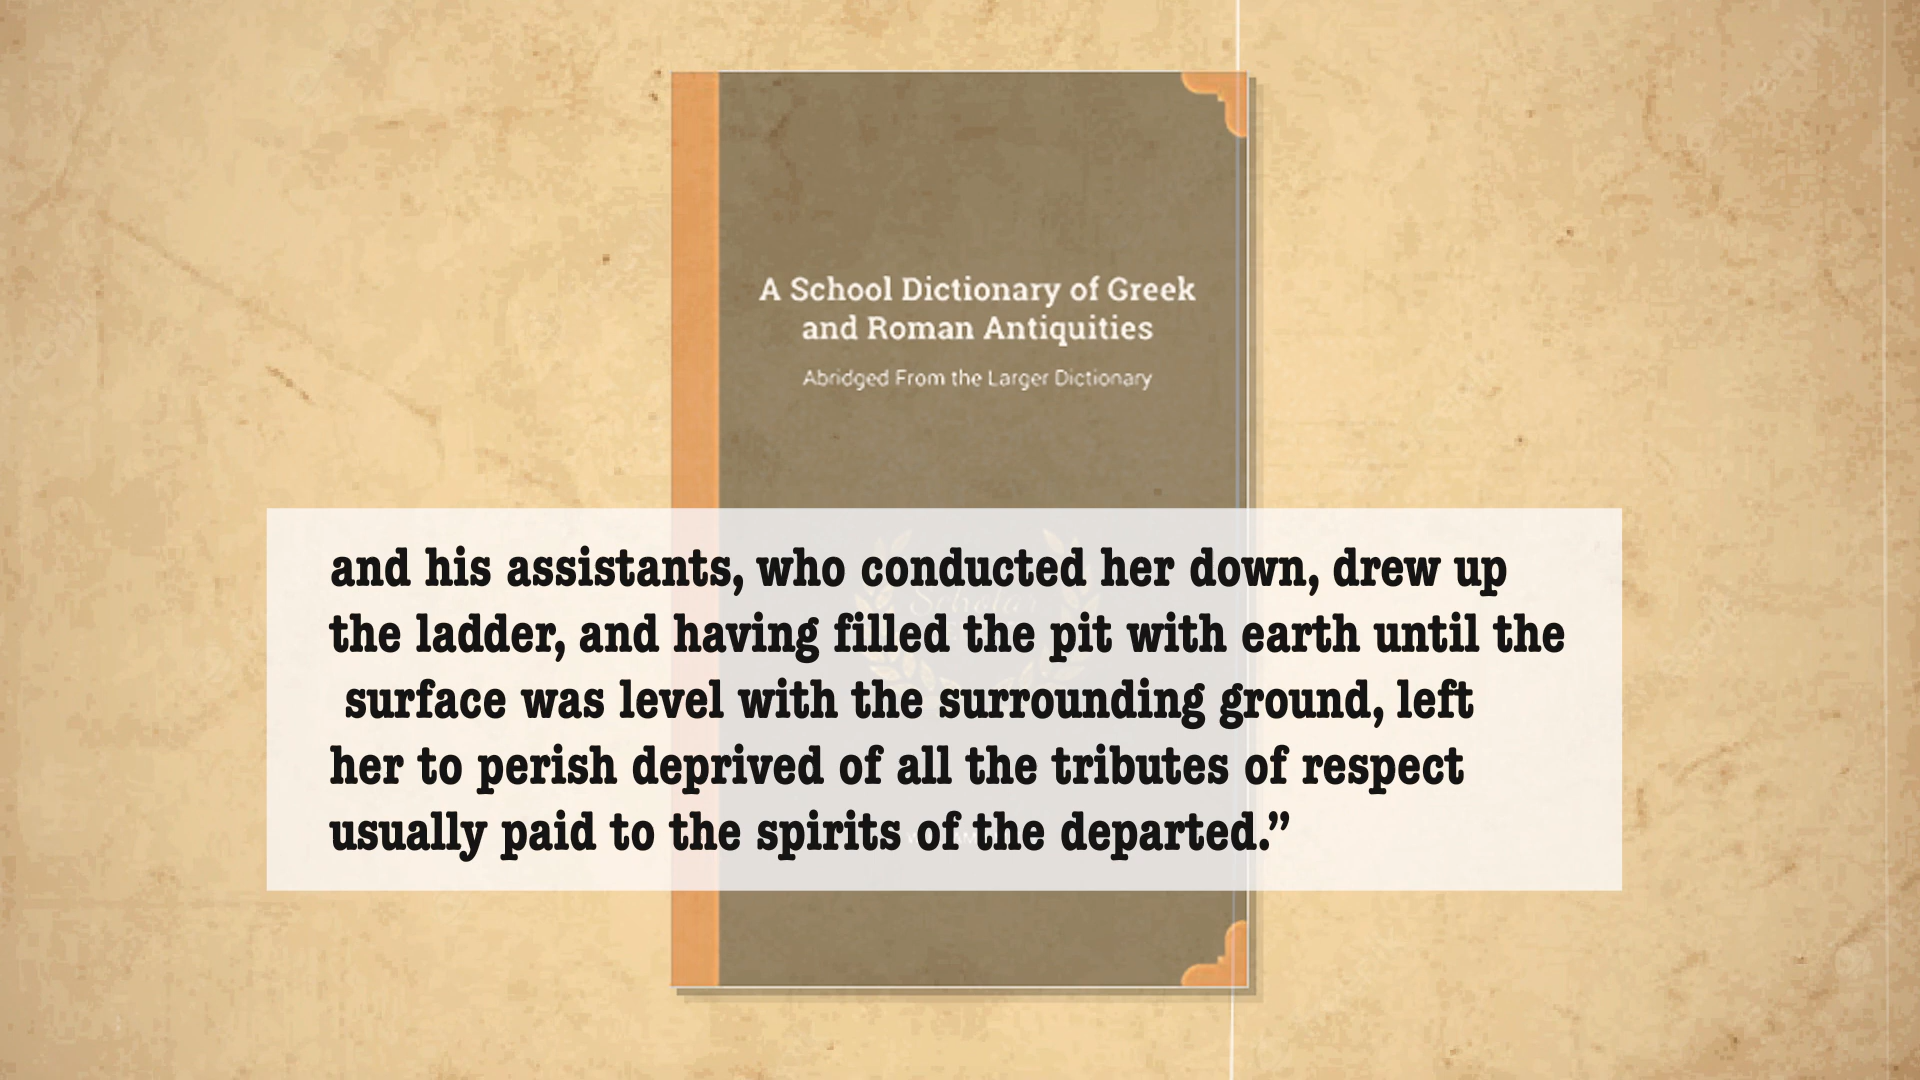 A School Dictionary of Greek
and Roman Antiquities
Abridged From the Larger Dictionary
Scholar
and his assistants, who conducted her down, drew up
the ladder, and having filled the pit with earth until the
surface was level with the surrounding ground, left
her to perish deprived of all the tributes of respect
usually paid to the spirits of the departed.”